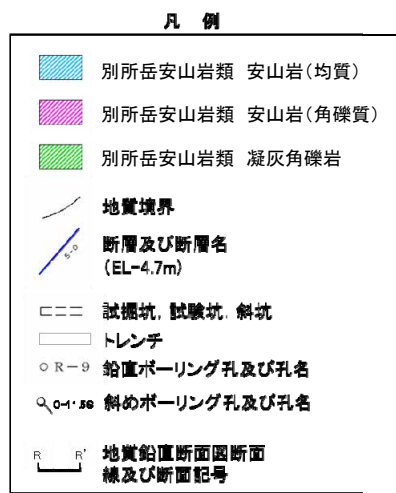 凡 例
別所岳安山岩類 安山岩(均質)
別所岳安山岩類 安山岩(角礫質)
別所岳安山岩類 凝灰角礫岩
地質境界
S-0
断層及び断層名
(EL-4.7m)
試掘坑, 試験坑, 斜坑
トレンチ
R-9 鉛直ボーリング孔及び孔名
斜めボーリング孔及び孔名
R R' 地質鉛直断面図断面
線及び断面記号